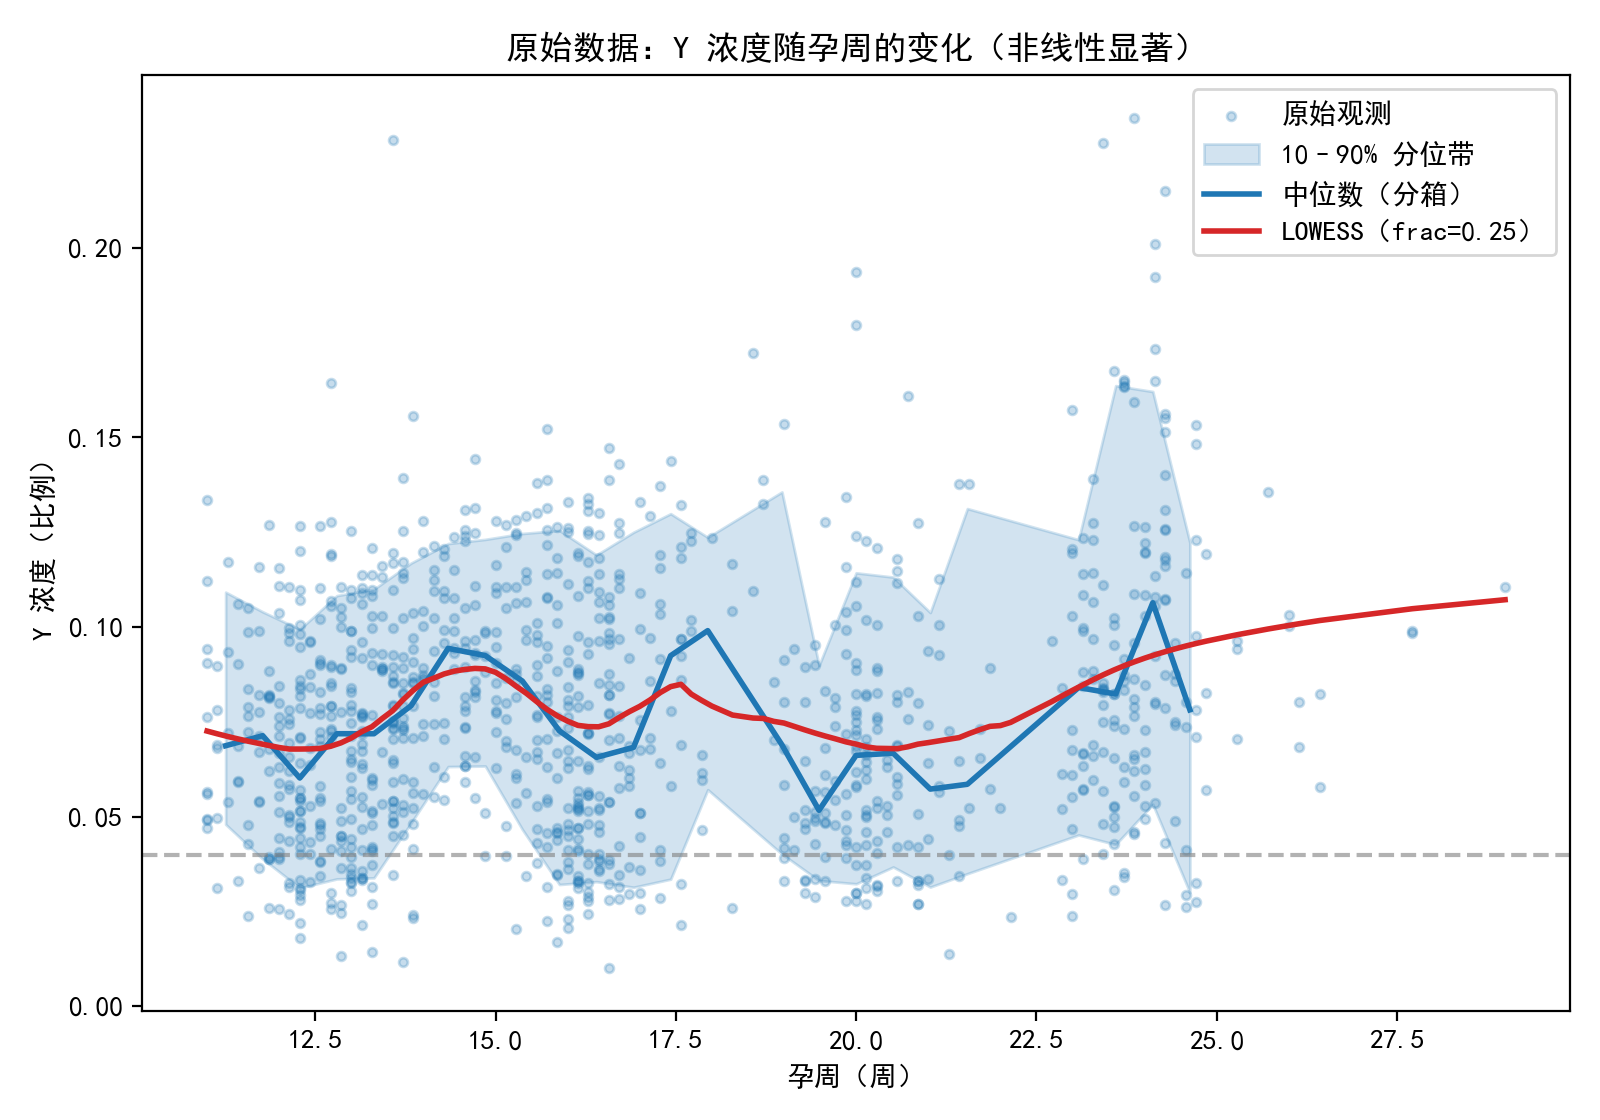 原始数据：Y 浓度随孕周的变化（非线性显著）
原始观测
10–90% 分位带
中位数（分箱）
LOWESS（frac=0.25）
Y 浓度（比例）
0.20
0.15
0.10
0.05
0.00
12.5 15.0 17.5 20.0 22.5 25.0 27.5
孕周（周）